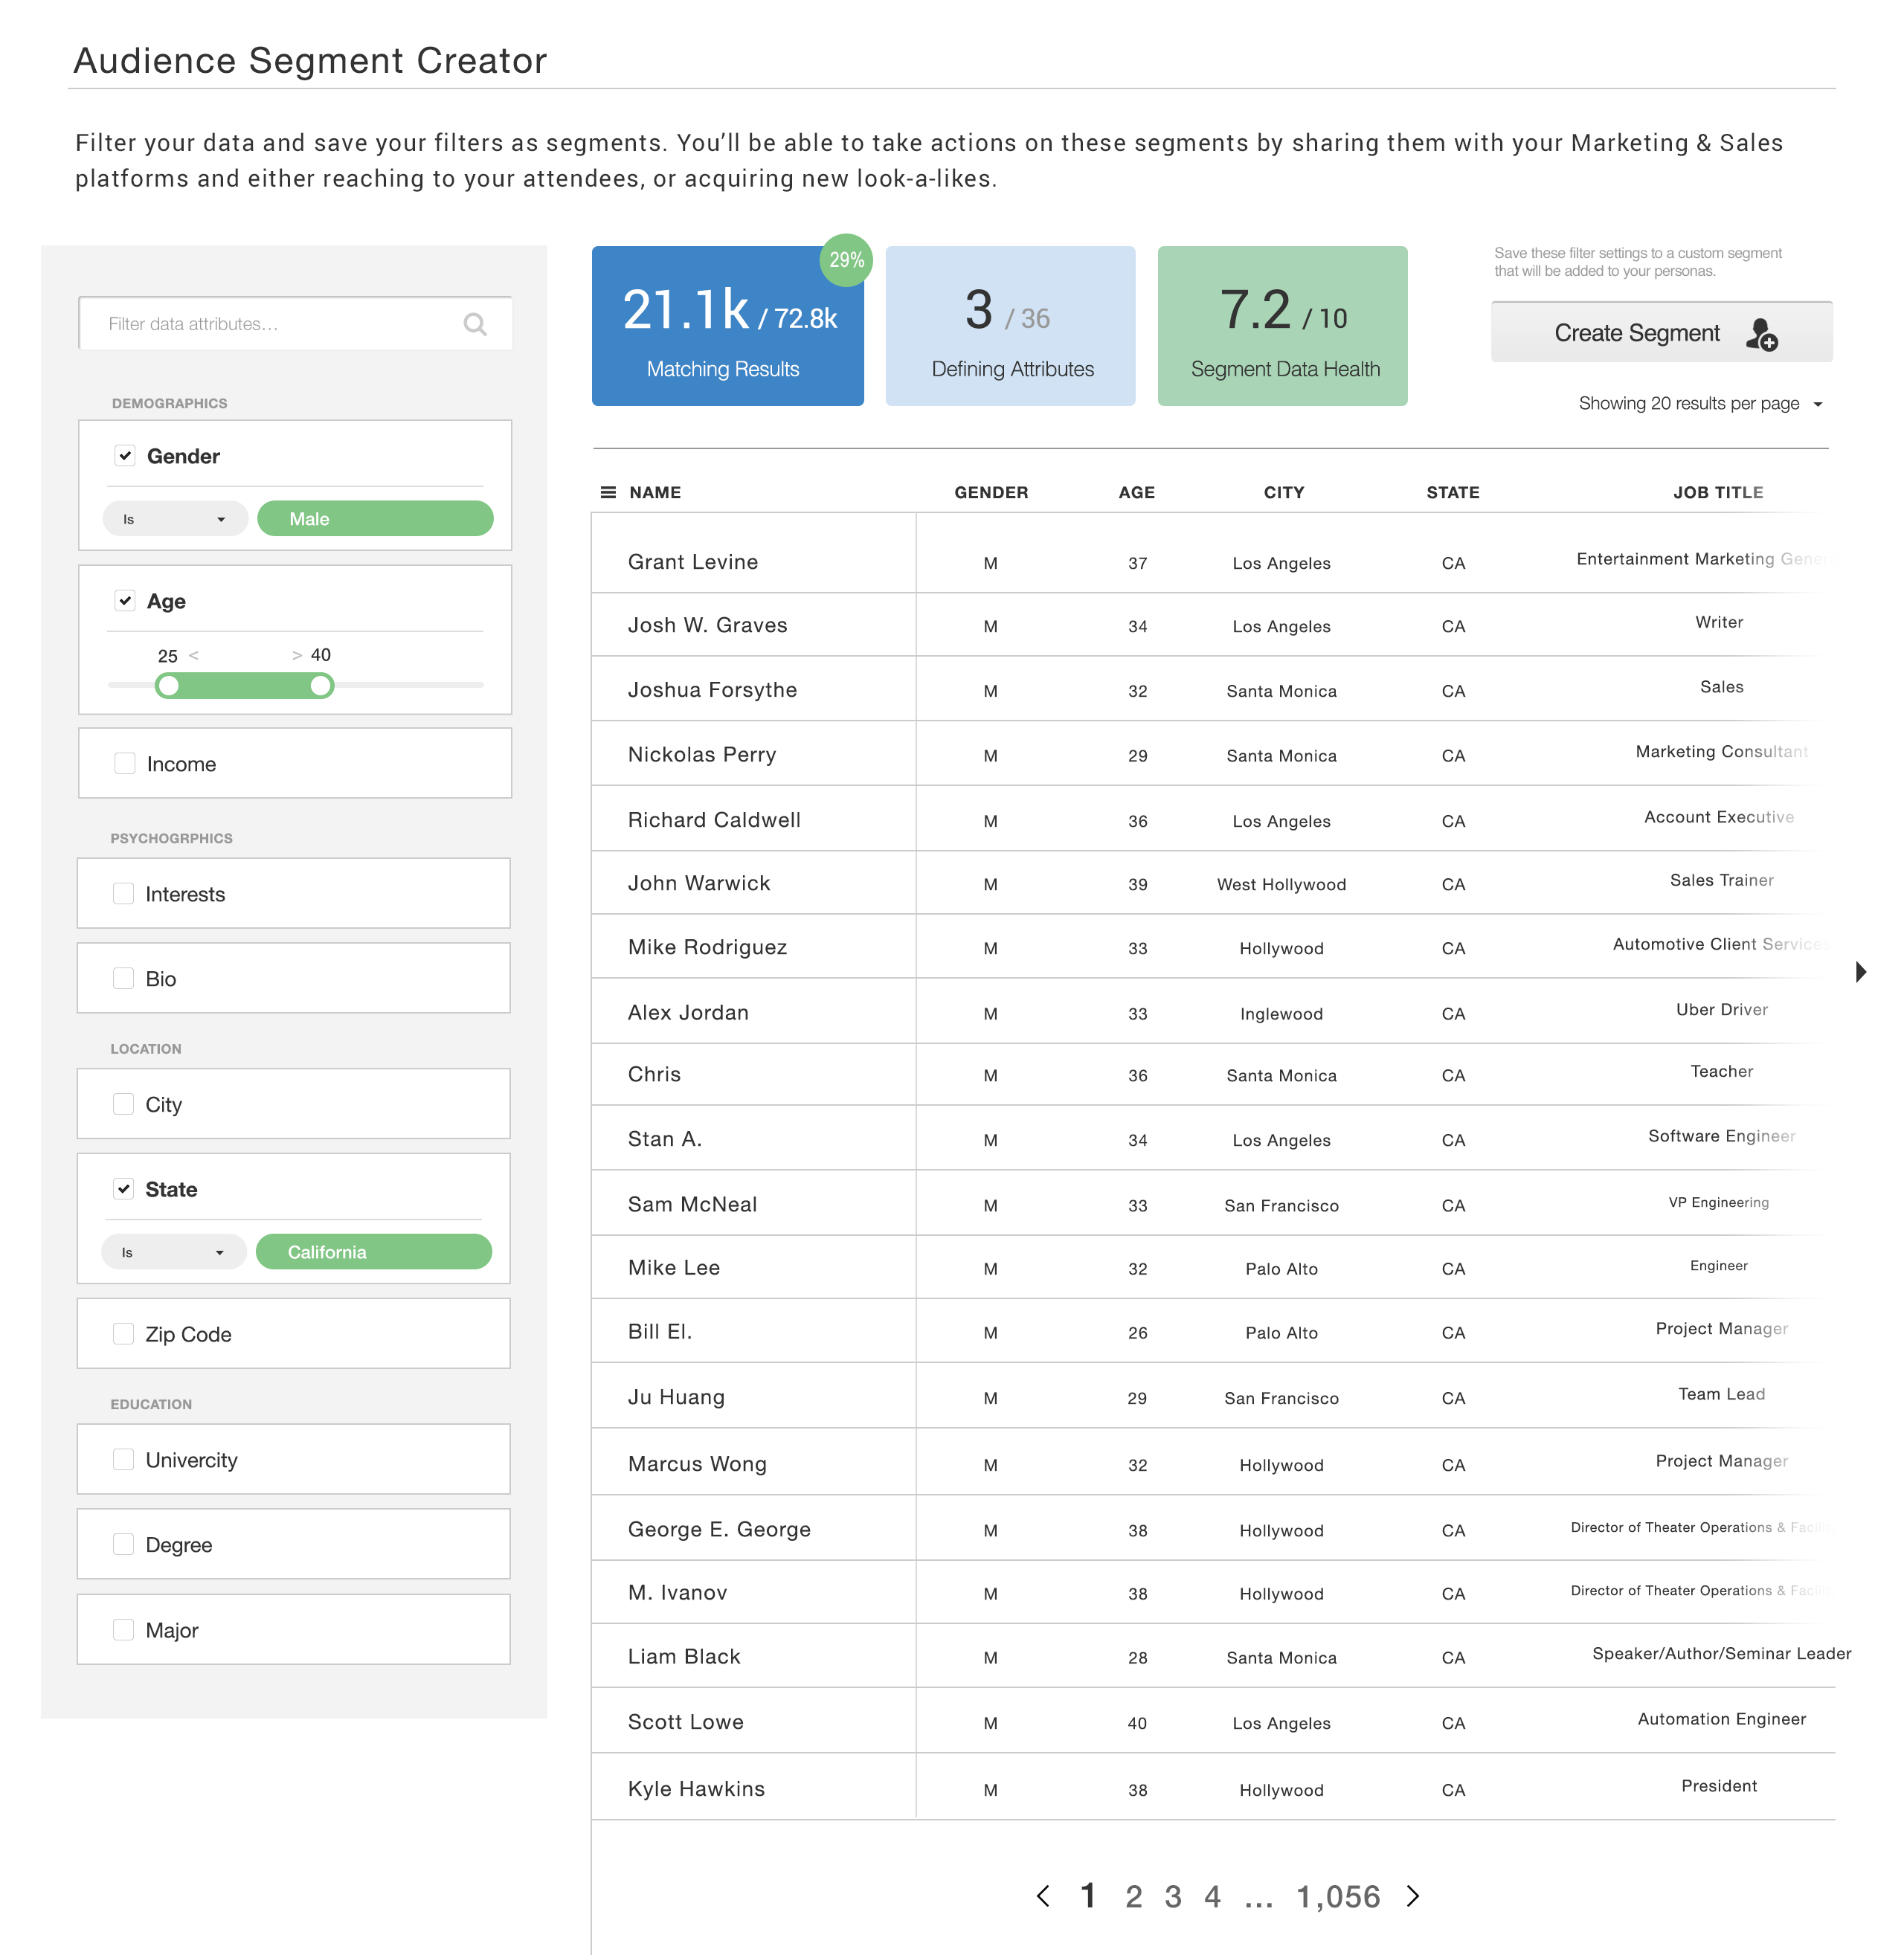 Audience Segment Creator
Filter your data and save your filters as segments. You’ll be able to take actions on these segments by sharing them with your Marketing & Sales
platforms and either reaching to your attendees, or acquiring new look-a-likes.
Filter data attributes...
DEMOGRAPHICS
Gender
Is Male
Age
25 < > 40
Income
PSYCHOGRPHICS
Interests
Bio
LOCATION
City
State
Is California
Zip Code
EDUCATION
Univercity
Degree
Major
29%
21.1k / 72.8k
Matching Results
3 / 36
Defining Attributes
7.2 / 10
Segment Data Health
Save these filter settings to a custom segment
that will be added to your personas.
Create Segment
Showing 20 results per page
NAME GENDER AGE CITY STATE JOB TITLE
Grant Levine M 37 Los Angeles CA Entertainment Marketing
Josh W. Graves M 34 Los Angeles CA Writer
Joshua Forsythe M 32 Santa Monica CA Sales
Nickolas Perry M 29 Santa Monica CA Marketing Consultant
Richard Caldwell M 36 Los Angeles CA Account Executive
John Warwick M 39 West Hollywood CA Sales Trainer
Mike Rodriguez M 33 Hollywood CA Automotive Client Services
Alex Jordan M 33 Inglewood CA Uber Driver
Chris M 36 Santa Monica CA Teacher
Stan A. M 34 Los Angeles CA Software Engineer
Sam McNeal M 33 San Francisco CA VP Engineering
Mike Lee M 32 Palo Alto CA Engineer
Bill El. M 26 Palo Alto CA Project Manager
Ju Huang M 29 San Francisco CA Team Lead
Marcus Wong M 32 Hollywood CA Project Manager
George E. George M 38 Hollywood CA Director of Theater Operations &
M. Ivanov M 38 Hollywood CA Director of Theater Operations &
Liam Black M 28 Santa Monica CA Speaker/Author/Seminar Leader
Scott Lowe M 40 Los Angeles CA Automation Engineer
Kyle Hawkins M 38 Hollywood CA President
< 1 2 3 4 ... 1,056 >